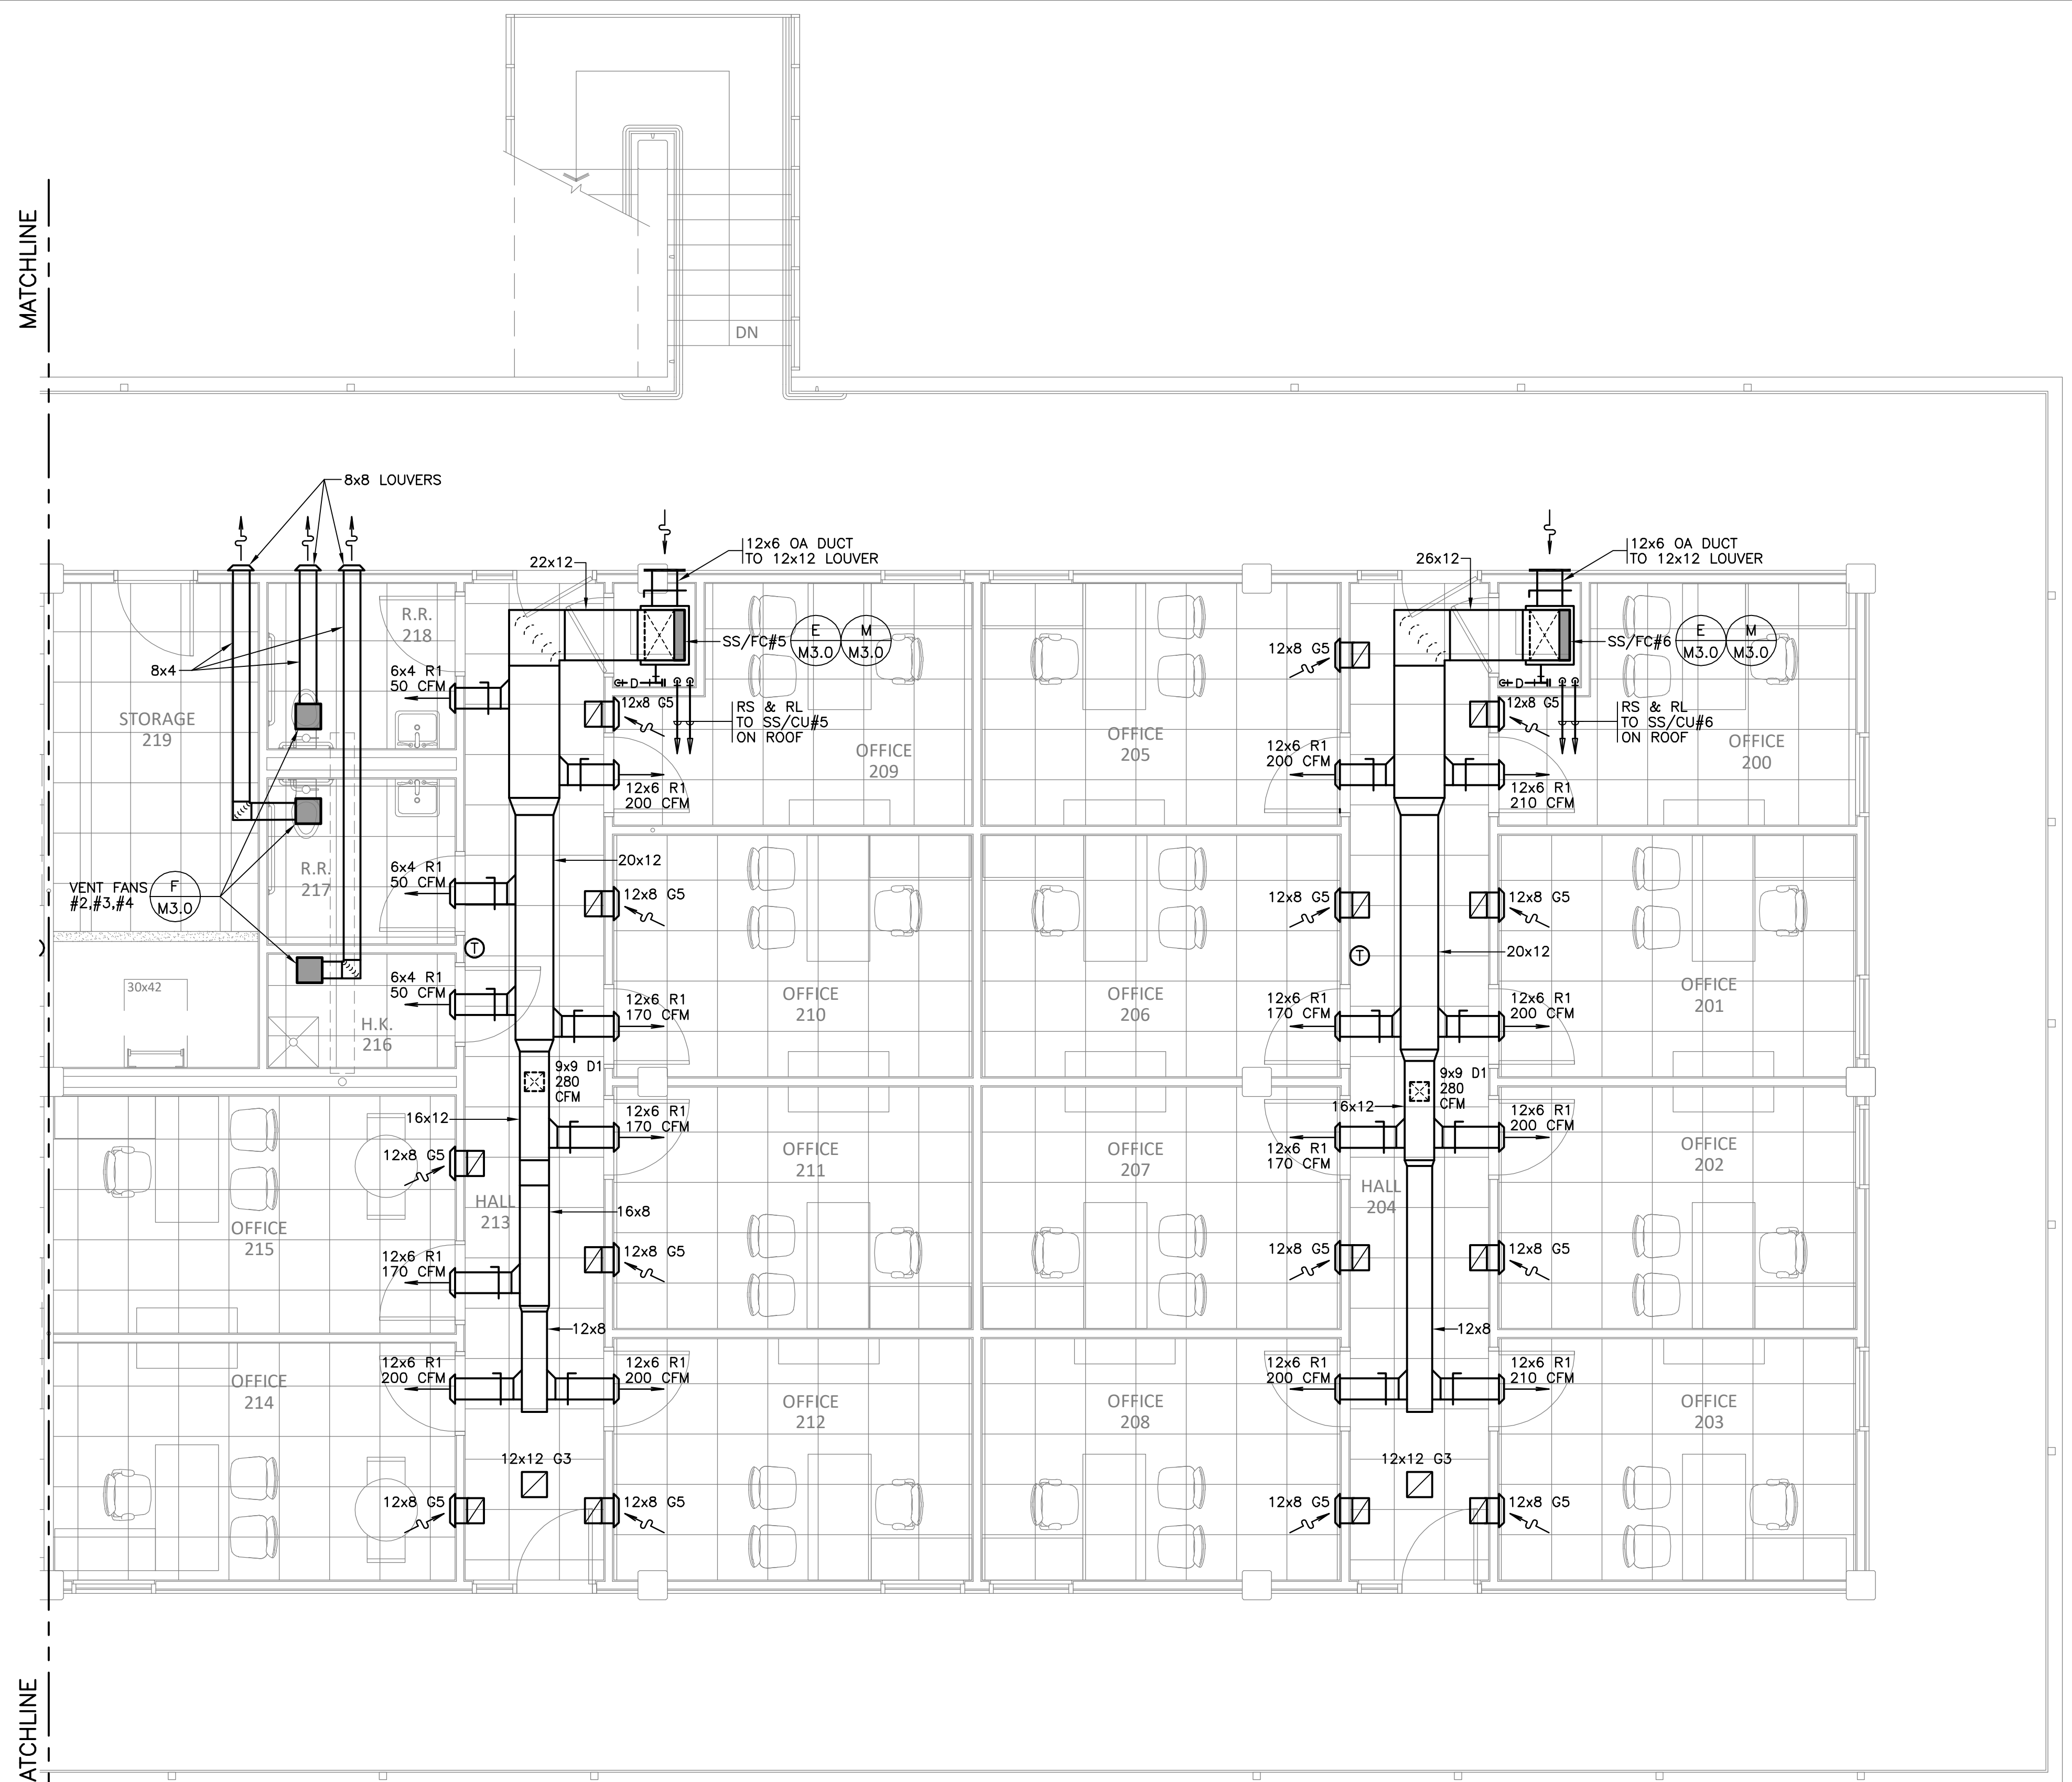 MATCHLINE
DN
8x8 LOUVERS
22x12
12x6 OA DUCT
TO 12x12 LOUVER
26x12
12x6 OA DUCT
TO 12x12 LOUVER
R.R.
218
8x4
6x4 R1
50 CFM
STORAGE
219
SS/FC#5
E
M3.0
M
M3.0
12x8 G5
RS & RL
TO SS/CU#5
ON ROOF
D
OFFICE
209
12x6 R1
200 CFM
12x8 G5
OFFICE
205
12x6 R1
200 CFM
SS/FC#6
E
M3.0
M
M3.0
12x8 G5
RS & RL
TO SS/CU#6
ON ROOF
D
OFFICE
200
12x6 R1
210 CFM
VENT FANS
#2,#3,#4
F
M3.0
R.R.
217
6x4 R1
50 CFM
20x12
12x8 G5
T
12x8 G5
12x8 G5
T
20x12
30x42
6x4 R1
50 CFM
H.K.
216
12x6 R1
170 CFM
OFFICE
210
OFFICE
206
12x6 R1
170 CFM
12x6 R1
200 CFM
OFFICE
201
9x9 D1
280
CFM
16x12
12x6 R1
170 CFM
OFFICE
211
OFFICE
207
12x6 R1
170 CFM
16x12
9x9 D1
280
CFM
12x6 R1
200 CFM
OFFICE
202
12x8 G5
HALL
213
16x8
HALL
204
OFFICE
215
12x6 R1
170 CFM
12x8 G5
12x8 G5
12x8 G5
12x8
12x8
OFFICE
214
12x6 R1
200 CFM
12x6 R1
200 CFM
OFFICE
212
OFFICE
208
12x6 R1
200 CFM
12x6 R1
210 CFM
OFFICE
203
12x12 G3
12x12 G3
12x8 G5
12x8 G5
12x8 G5
12x8 G5
ATCHLINE